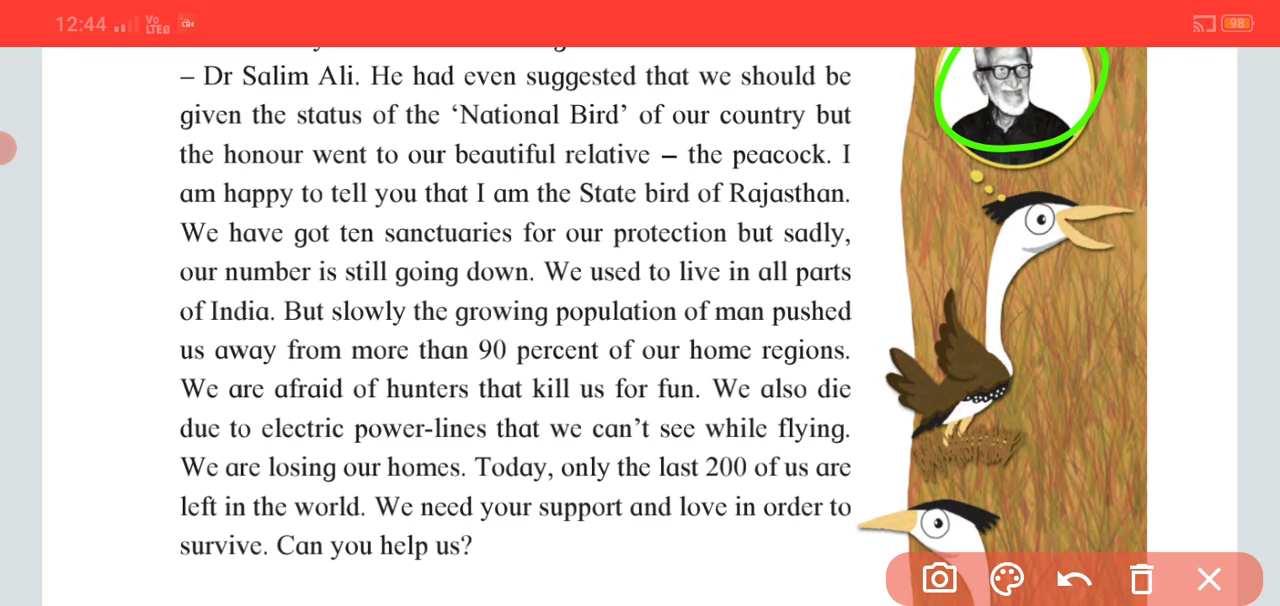 12:44
Vo
LTE
98
– Dr Salim Ali. He had even suggested that we should be
given the status of the ‘National Bird’ of our country but
the honour went to our beautiful relative – the peacock. I
am happy to tell you that I am the State bird of Rajasthan.
We have got ten sanctuaries for our protection but sadly,
our number is still going down. We used to live in all parts
of India. But slowly the growing population of man pushed
us away from more than 90 percent of our home regions.
We are afraid of hunters that kill us for fun. We also die
due to electric power-lines that we can’t see while flying.
We are losing our homes. Today, only the last 200 of us are
left in the world. We need your support and love in order to
survive. Can you help us?